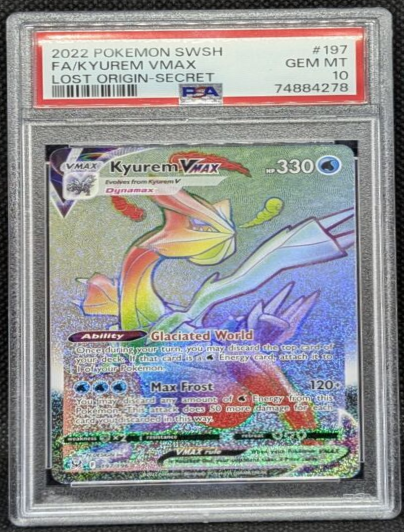 2022 POKEMON SWSH #197
FA/KYUREM VMAX GEM MT
LOST ORIGIN-SECRET 10
PSA 74884278
VMAX Kyurem VMAX HP 330
Evolves from Kyurem V
Dynamax
Ability Glaciated World
Once during your turn, you may discard the top card of
your deck. If that card is a Energy card, attach it to
1 of your Pokémon.
Max Frost 120+
You may discard any amount of Energy from this
Pokémon. This attack does 50 more damage for each
card you discarded in this way.
weakness ×2 resistance retreat
VMAX rule